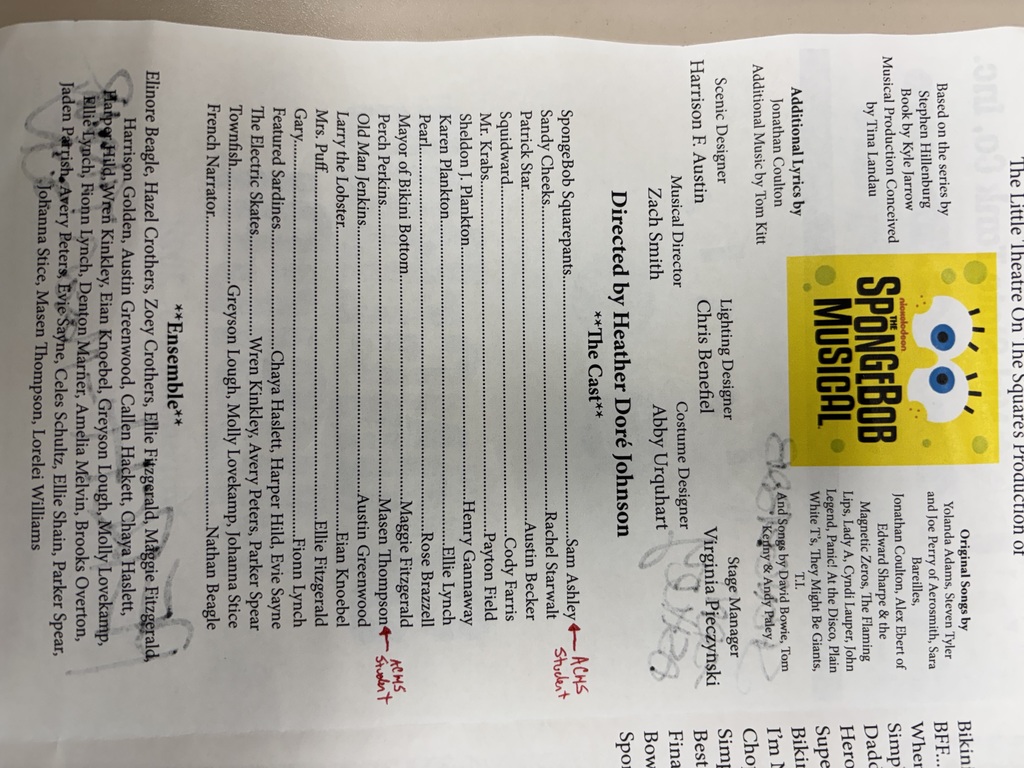 The Little Theatre On The Square's Production of
Based on the series by
Stephen Hillenburg
Book by Kyle Jarrow
Musical Production Conceived
by Tina Landau
nickelodeon
THE
SPONGEBOB
MUSICAL
Original Songs by
Yolanda Adams, Steven Tyler
and Joe Perry of Aerosmith, Sara
Bareilles,
Jonathan Coulton, Alex Ebert of
Edward Sharpe & the
Magnetic Zeros, The Flaming
Lips, Lady A, Cyndi Lauper, John
Legend, Panic! At the Disco, Plain
White T's, They Might Be Giants,
T.I.
And Songs by David Bowie, Tom
Kenny & Andy Paley
Additional Lyrics by
Jonathan Coulton
Additional Music by Tom Kitt
Scenic Designer
Harrison F. Austin
Musical Director
Zach Smith
Lighting Designer
Chris Benefiel
Costume Designer
Abby Urquhart
Stage Manager
Virginia Pieczynski
Directed by Heather Doré Johnson
**The Cast**
SpongeBob Squarepants..........Sam Ashley ACHS Student
Sandy Cheeks..........Rachel Starwalt
Patrick Star..........Austin Becker
Squidward..........Cody Farris
Mr. Krabs..........Payton Field
Sheldon J. Plankton..........Henry Gannaway
Karen Plankton..........Ellie Lynch
Pearl..........Rose Brazzell
Mayor of Bikini Bottom..........Maggie Fitzgerald
Perch Perkins..........Masen Thompson ACHS Student
Old Man Jenkins..........Austin Greenwood
Larry the Lobster..........Eian Knoebel
Mrs. Puff..........Ellie Fitzgerald
Gary..........Fionn Lynch
Featured Sardines..........Chaya Haslett, Harper Hild, Evie Sayne
The Electric Skates..........Wren Kinkley, Avery Peters, Parker Spear
Townfish..........Greyson Lough, Molly Lovekamp, Johanna Stice
French Narrator..........Nathan Beagle
**Ensemble**
Elinore Beagle, Hazel Crothers, Zoey Crothers, Ellie Fitzgerald, Maggie Fitzgerald,
Harrison Golden, Austin Greenwood, Callen Hackett, Chaya Haslett,
Harper Hild, Wren Kinkley, Eian Knoebel, Greyson Lough, Molly Lovekamp,
Ellie Lynch, Fionn Lynch, Denton Marner, Amelia Melvin, Brooks Overton,
Jaden Parrish, Avery Peters, Evie Sayne, Celes Schultz, Ellie Shain, Parker Spear,
Johanna Stice, Masen Thompson, Lorelei Williams